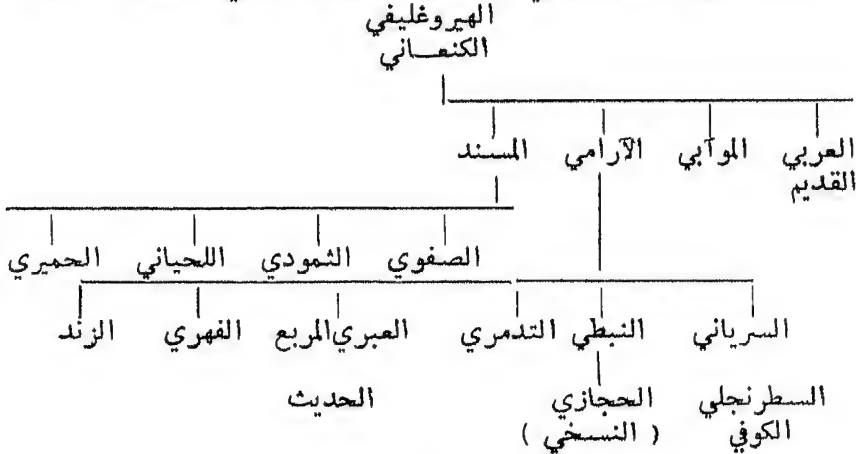 الهيروغليفي
الكنعاني
العربي الموآبي الآرامي المسند
القديم
الصفوي الثمودي اللحياني الحميري
السرياني النبطي التدمري العبري المربع الفهري الزند
السطرنجلي الحجازي الحديث
الكوفي ( النسخي )